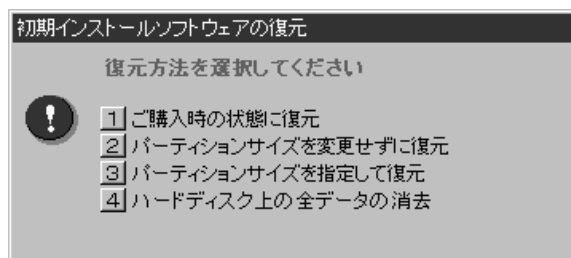 初期インストールソフトウェアの復元
復元方法を選択してください
1 ご購入時の状態に復元
2 パーティションサイズを変更せずに復元
3 パーティションサイズを指定して復元
4 ハードディスク上の全データの消去